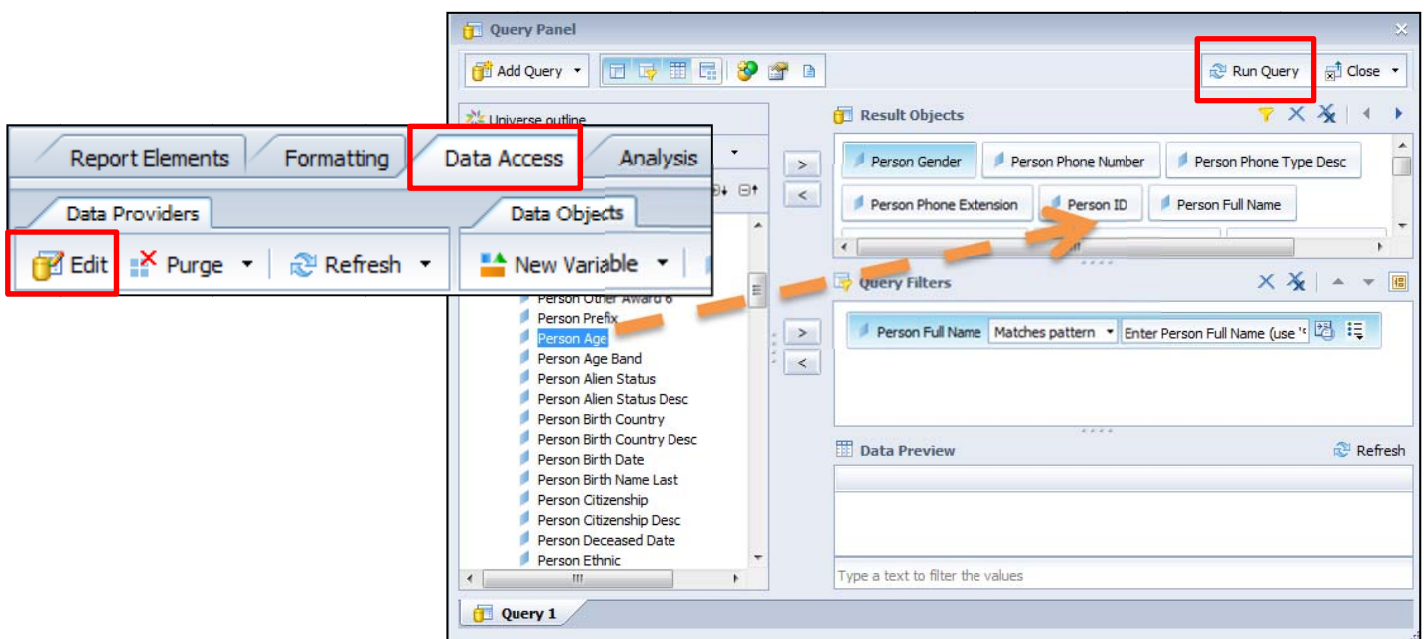 Query Panel
Add Query
Run Query
Close
Universe outline
Result Objects
Report Elements
Formatting
Data Access
Analysis
Data Providers
Data Objects
Edit
Purge
Refresh
New Variable
Person Gender
Person Phone Number
Person Phone Type Desc
Person Phone Extension
Person ID
Person Full Name
Query Filters
Person Full Name
Matches pattern
Enter Person Full Name (use '
Person Other Award 6
Person Prefix
Person Age
Person Age Band
Person Alien Status
Person Alien Status Desc
Person Birth Country
Person Birth Country Desc
Person Birth Date
Person Birth Name Last
Person Citizenship
Person Citizenship Desc
Person Deceased Date
Person Ethnic
Data Preview
Refresh
Type a text to filter the values
Query 1